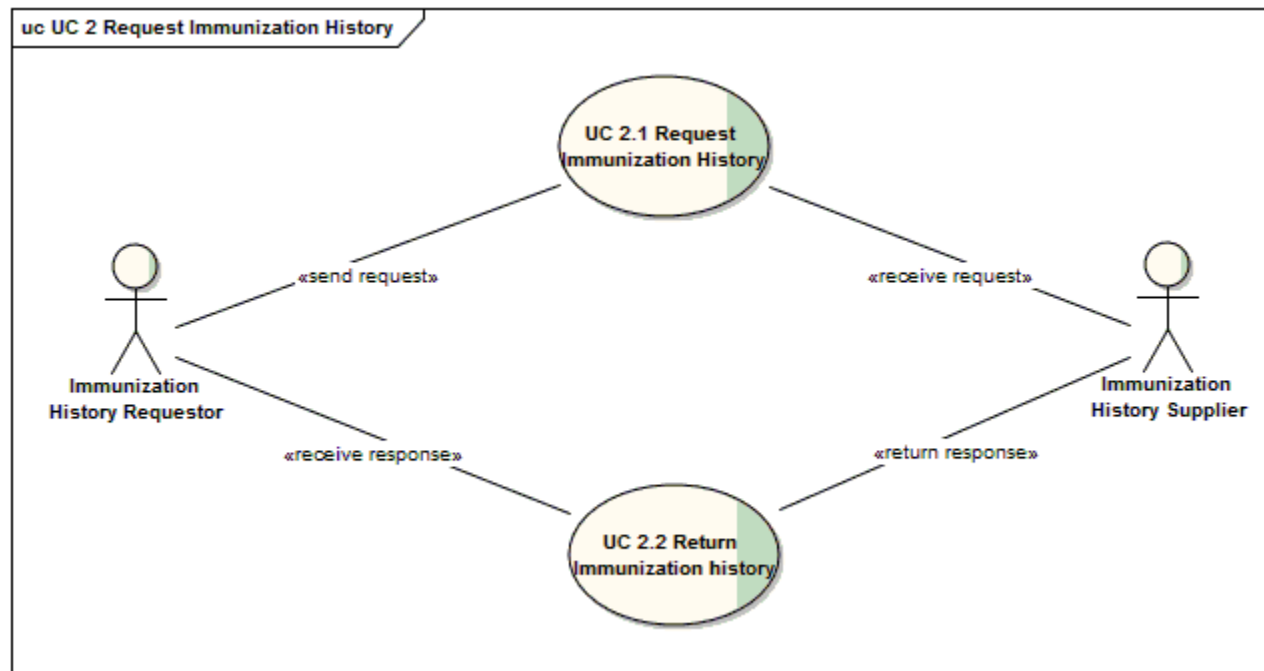 uc UC 2 Request Immunization History
UC 2.1 Request
Immunization History
«send request»
«receive request»
Immunization
History Requestor
Immunization
History Supplier
«receive response»
«return response»
UC 2.2 Return
Immunization history